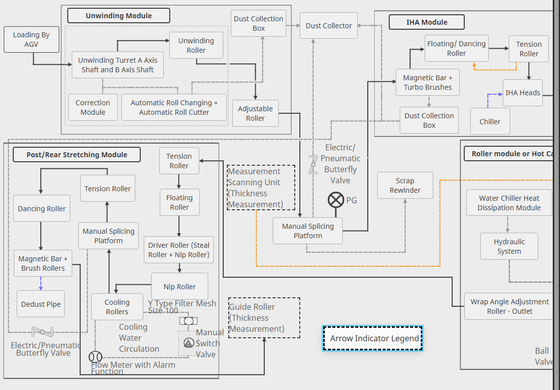 Loading By
AGV
Unwinding Module
Unwinding Turret A Axis
Shaft and B Axis Shaft
Unwinding
Roller
Correction
Module
Automatic Roll Changing +
Automatic Roll Cutter
Dust Collection
Box
Adjustable
Roller
Dust Collector
IHA Module
Floating/ Dancing
Roller
Tension
Roller
Magnetic Bar +
Turbo Brushes
IHA Heads
Dust Collection
Box
Chiller
Post/Rear Stretching Module
Tension
Roller
Tension Roller
Dancing Roller
Floating
Roller
Manual Splicing
Platform
Driver Roller (Steal
Roller + Nip Roller)
Magnetic Bar +
Brush Rollers
Nip Roller
Dedust Pipe
Cooling
Rollers
Y Type Filter Mesh
Size 100
Cooling
Water
Circulation
Manual
Switch
Valve
Electric/Pneumatic
Butterfly Valve
Flow Meter with Alarm
Function
Measurement
Scanning Unit
(Thickness
Measurement)
Electric/
Pneumatic
Butterfly
Valve
PG
Manual Splicing
Platform
Scrap
Rewinder
Guide Roller
(Thickness
Measurement)
Arrow Indicator Legend
Roller module or Hot Ca
Water Chiller Heat
Dissipation Module
Hydraulic
System
Wrap Angle Adjustment
Roller - Outlet
Ball
Valve